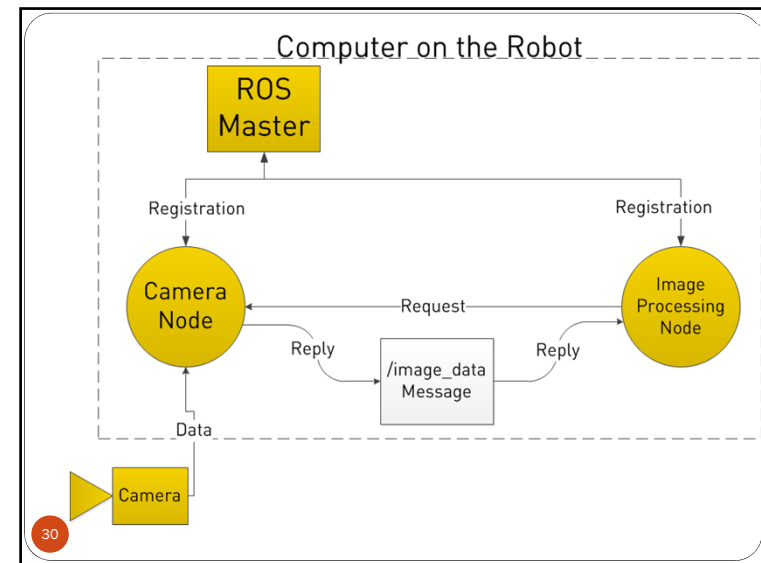 Computer on the Robot
ROS
Master
Registration
Registration
Camera
Node
Image
Processing
Node
Request
Reply
Reply
/image_data
Message
Data
Camera
30